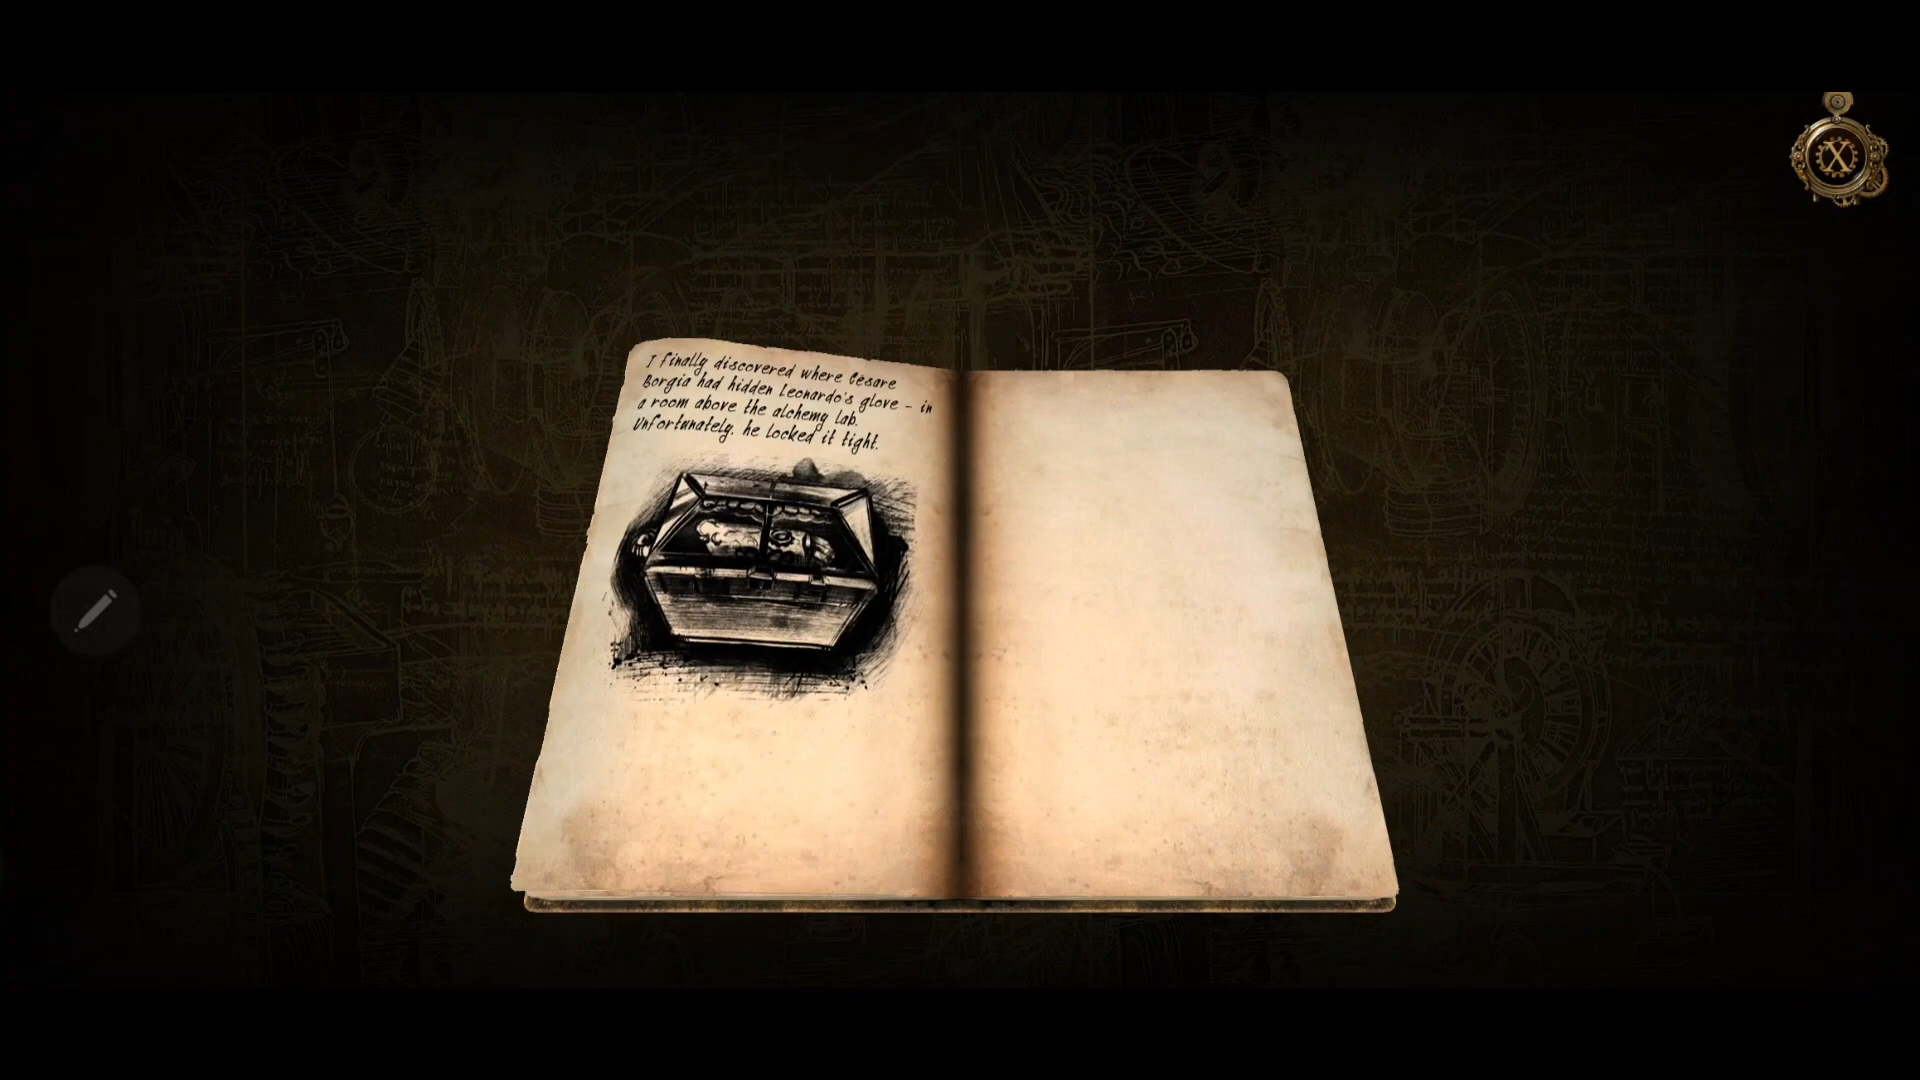 I finally discovered where Cesare
Borgia had hidden Leonardo's glove - in
a room above the alchemy lab.
Unfortunately, he locked it tight.
X